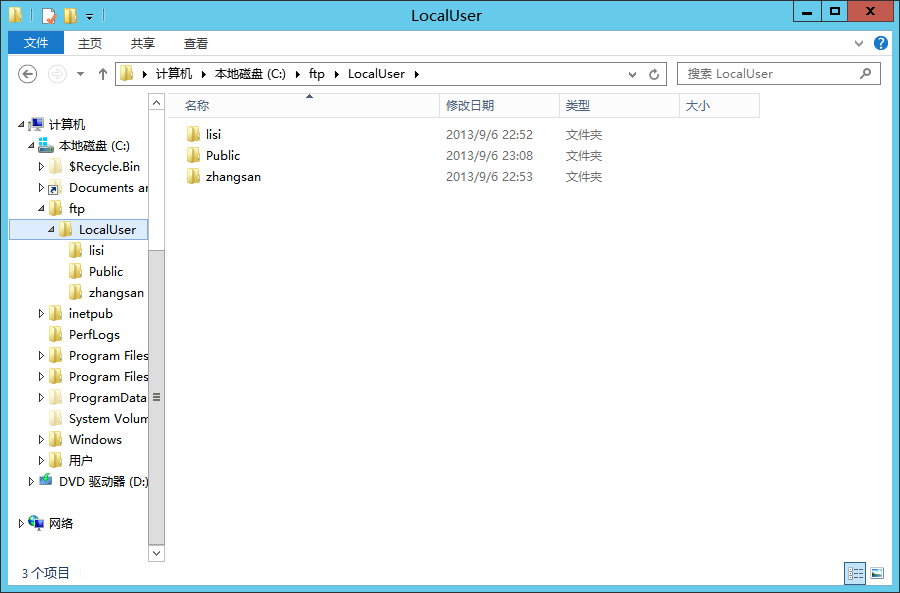 LocalUser
文件 主页 共享 查看
计算机 本地磁盘 (C:) ftp LocalUser 搜索 LocalUser
名称 修改日期 类型 大小
lisi 2013/9/6 22:52 文件夹
Public 2013/9/6 23:08 文件夹
zhangsan 2013/9/6 22:53 文件夹
计算机
本地磁盘 (C:)
$Recycle.Bin
Documents ar
ftp
LocalUser
lisi
Public
zhangsan
inetpub
PerfLogs
Program Files
Program Files
ProgramData
System Volum
Windows
用户
DVD 驱动器 (D:)
网络
3 个项目